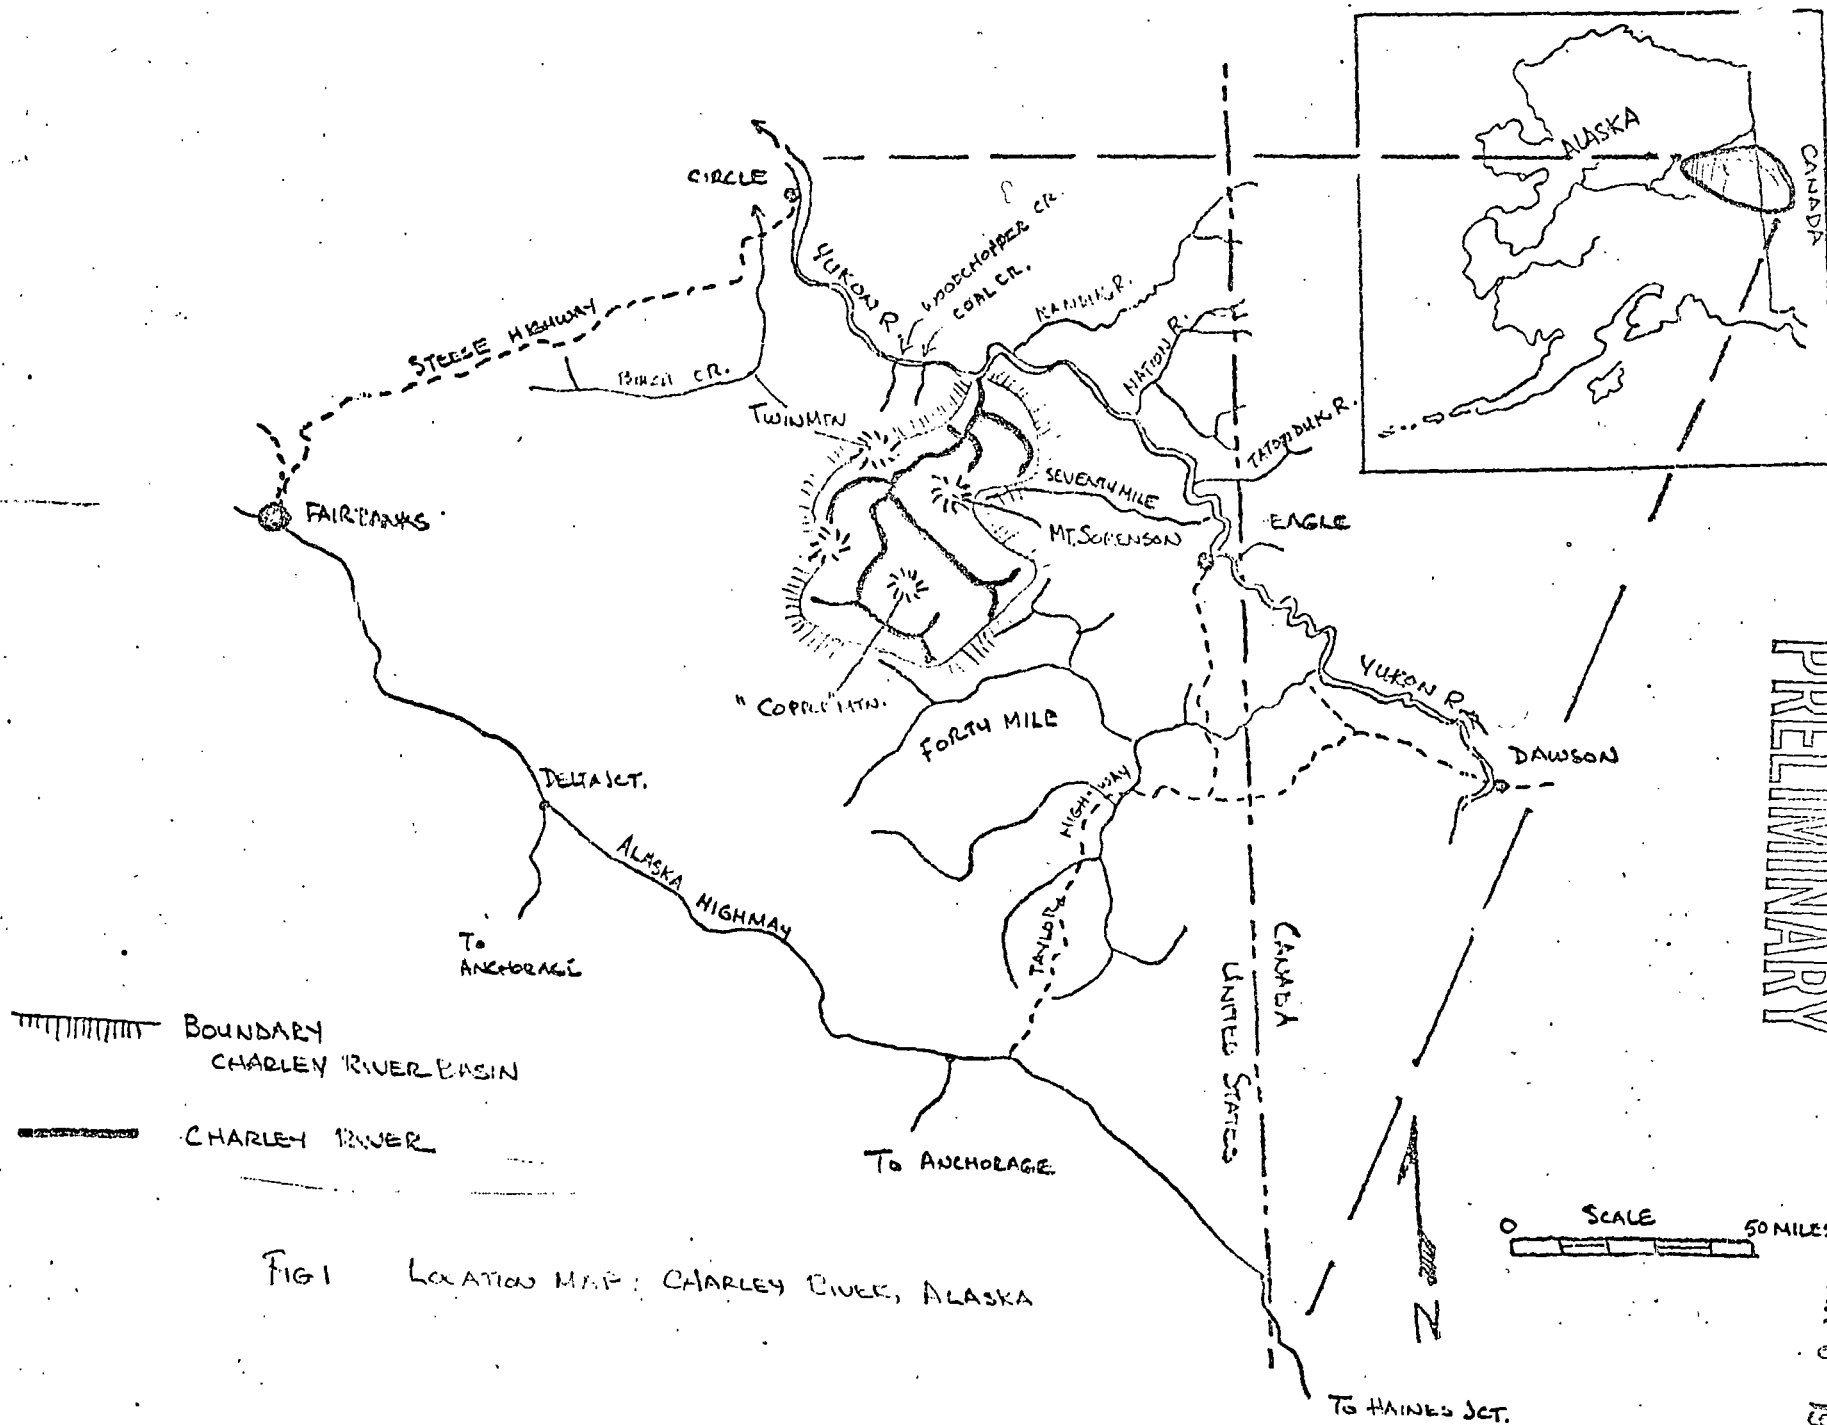 ALASKA
CANADA
CIRCLE
YUKON R.
WOODCHOPPER CR.
COAL CR.
KANDIK R.
NATION R.
TATONDUK R.
STEESE HIGHWAY
BIRCH CR.
TWIN MTN
SEVENTYMILE
MT. SORENSON
EAGLE
FAIRBANKS
YUKON R.
DAWSON
FORTY MILE
DELTA JCT.
TAYLOR HIGHWAY
ALASKA HIGHWAY
TO
ANCHORAGE
CANADA
UNITED STATES
PRELIMINARY
BOUNDARY
CHARLEY RIVER BASIN
CHARLEY RIVER
TO ANCHORAGE
SCALE
0 50 MILES
N
FIG 1 LOCATION MAP: CHARLEY RIVER, ALASKA
TO HAINES JCT.